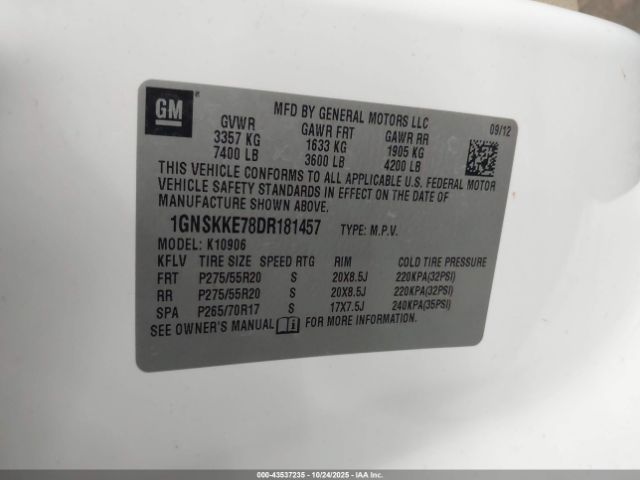 GM
MFD BY GENERAL MOTORS LLC
09/12
GVWR GAWR FRT GAWR RR
3357 KG 1633 KG 1905 KG
7400 LB 3600 LB 4200 LB
THIS VEHICLE CONFORMS TO ALL APPLICABLE U.S. FEDERAL MOTOR
VEHICLE SAFETY STANDARDS IN EFFECT ON THE DATE OF
MANUFACTURE SHOWN ABOVE.
1GNSKKE78DR181457 TYPE: M.P.V.
MODEL: K10906
KFLV TIRE SIZE SPEED RTG RIM COLD TIRE PRESSURE
FRT P275/55R20 S 20X8.5J 220KPA(32PSI)
RR P275/55R20 S 20X8.5J 220KPA(32PSI)
SPA P265/70R17 S 17X7.5J 240KPA(35PSI)
SEE OWNER'S MANUAL FOR MORE INFORMATION.
000-43537235 - 10/24/2025 - IAAI.CA